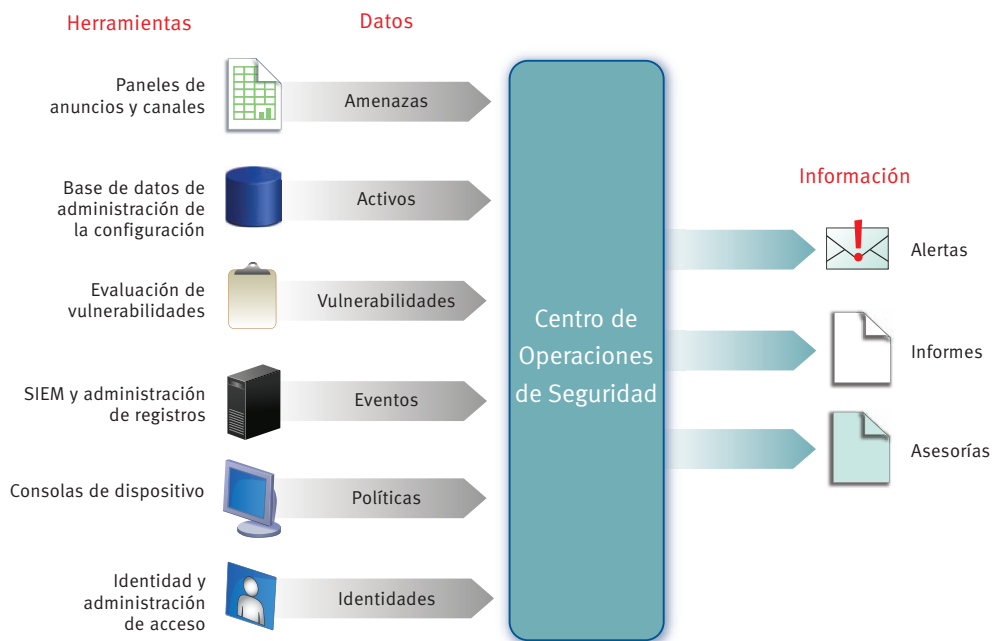 Herramientas
Datos
Paneles de
anuncios y canales
Amenazas
Base de datos de
administración de
la configuración
Activos
Evaluación de
vulnerabilidades
Vulnerabilidades
SIEM y administración
de registros
Eventos
Consolas de dispositivo
Políticas
Identidad y
administración
de acceso
Identidades
Centro de
Operaciones
de Seguridad
Información
Alertas
Informes
Asesorías